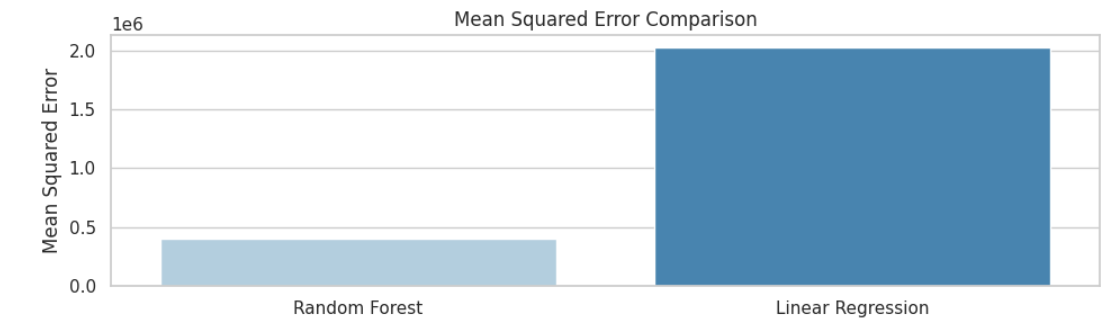 Mean Squared Error Comparison
1e6
Mean Squared Error
2.0
1.5
1.0
0.5
0.0
Random Forest
Linear Regression